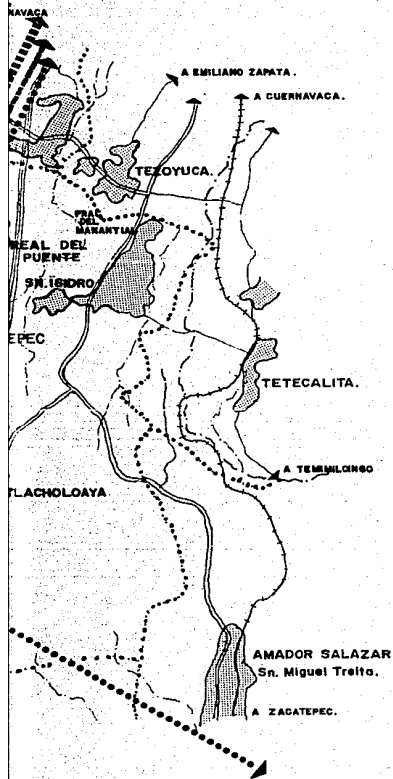 NAVACA
A EMILIANO ZAPATA.
A CUERNAVACA.
TEZOYUCA.
FRAC.
DEL
MANANTIAL
REAL DEL
PUENTE
SN. ISIDRO
EPEC
TETECALITA.
A TEMIMILCINGO
TLACHOLOAYA
AMADOR SALAZAR
Sn. Miguel Treita.
A ZACATEPEC.